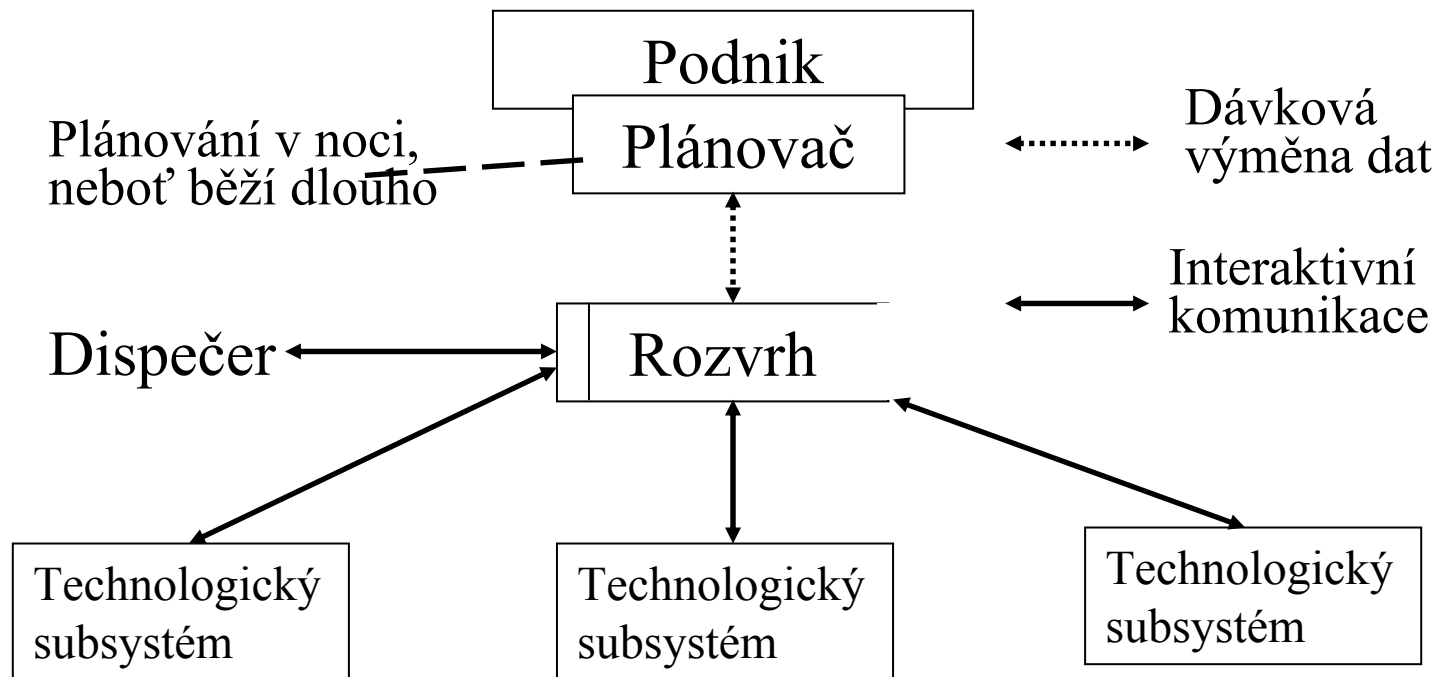 Podnik
Plánovač
Plánování v noci,
neboť běží dlouho
Dávková
výměna dat
Interaktivní
komunikace
Dispečer
Rozvrh
Technologický
subsystém
Technologický
subsystém
Technologický
subsystém